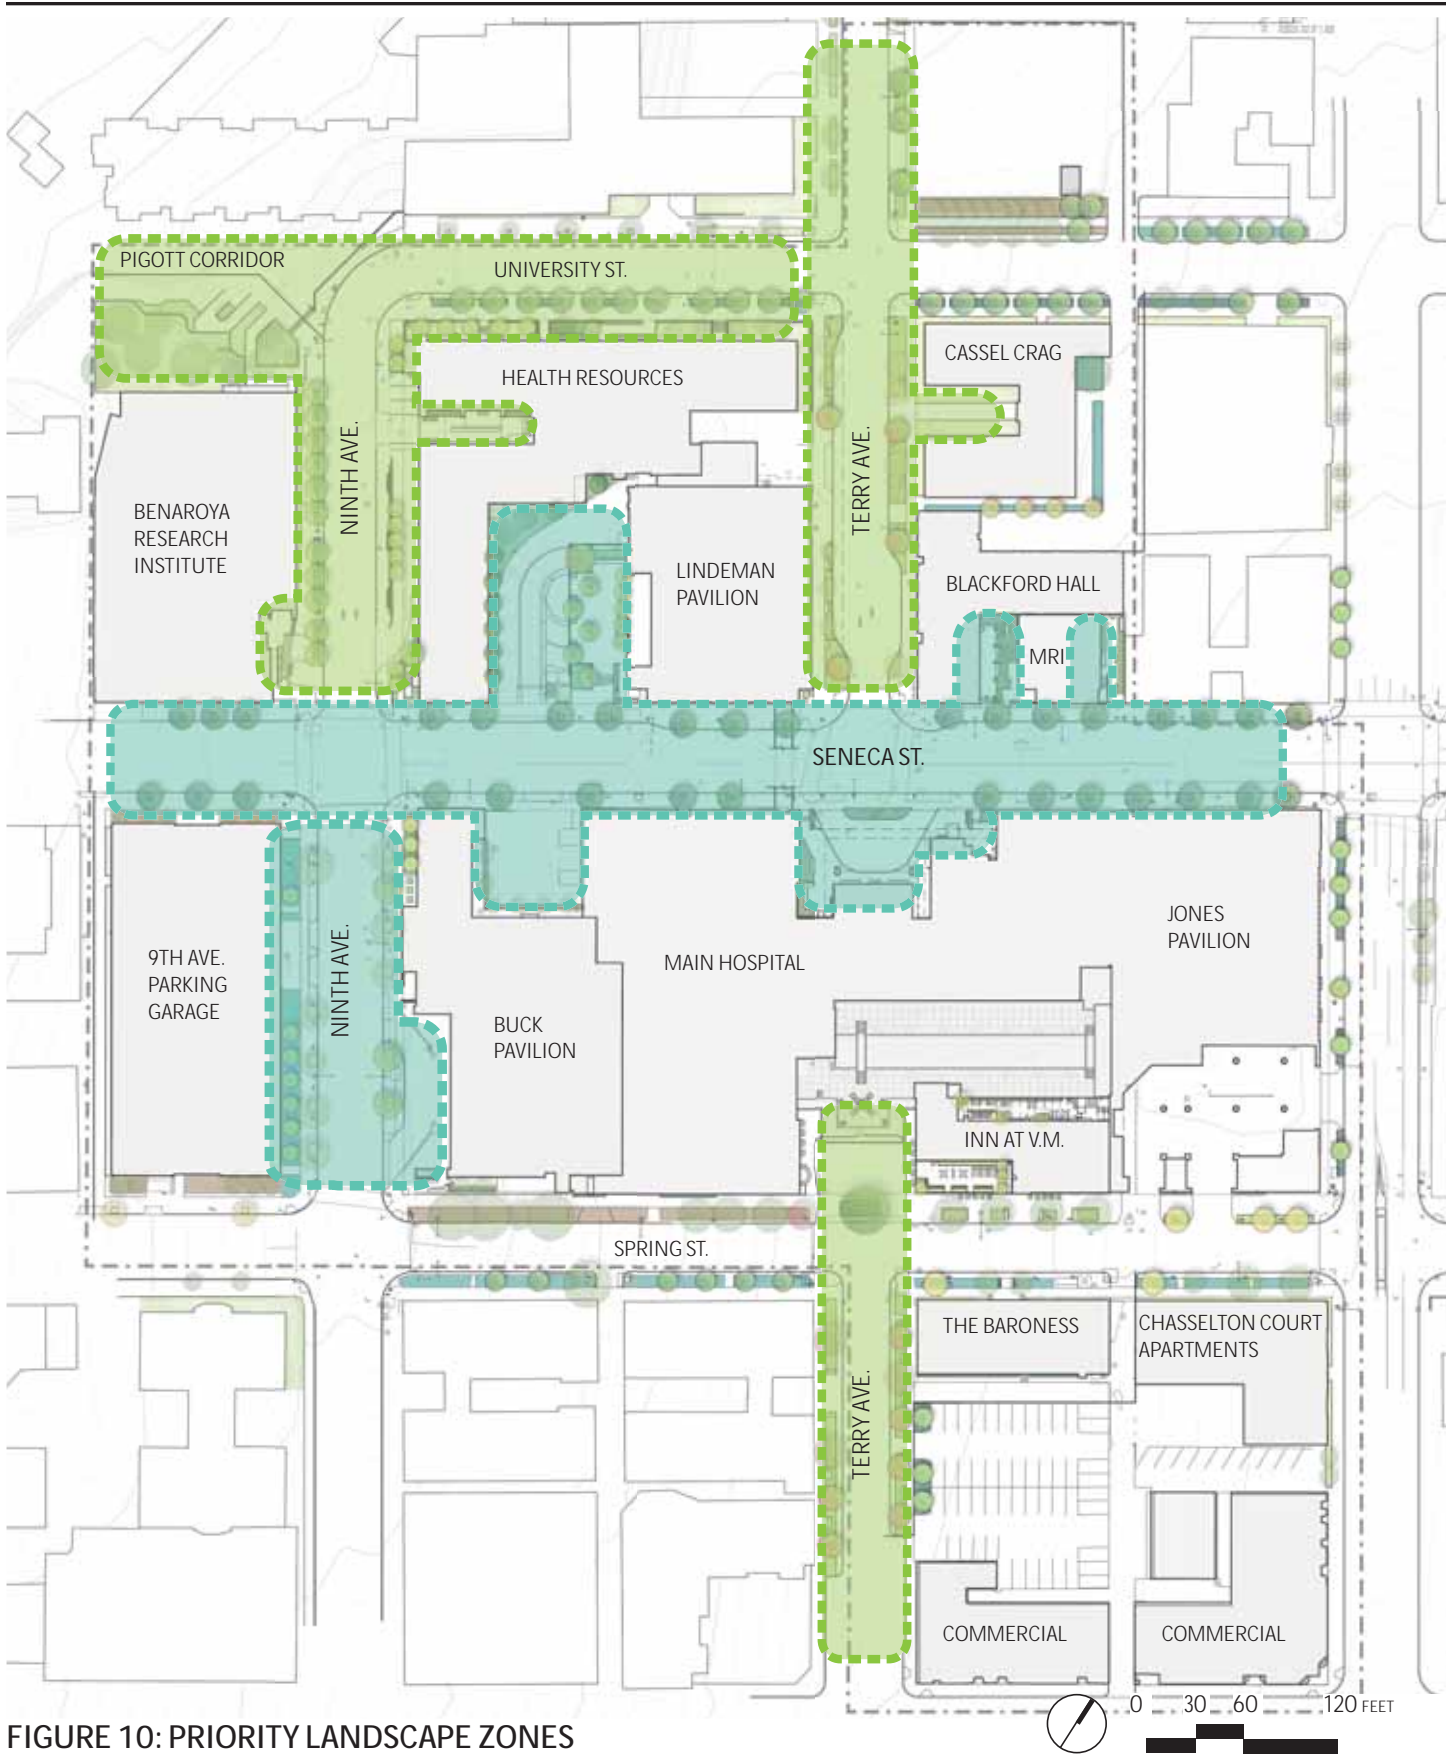 PIGOTT CORRIDOR
UNIVERSITY ST.
CASSEL CRAG
HEALTH RESOURCES
NINTH AVE.
TERRY AVE.
BENAROYA
RESEARCH
INSTITUTE
LINDEMAN
PAVILION
BLACKFORD HALL
MRI
SENECA ST.
9TH AVE.
PARKING
GARAGE
NINTH AVE.
BUCK
PAVILION
MAIN HOSPITAL
JONES
PAVILION
INN AT V.M.
SPRING ST.
THE BARONESS
CHASSELTON COURT
APARTMENTS
TERRY AVE.
COMMERCIAL
COMMERCIAL
0 30 60 120 FEET
FIGURE 10: PRIORITY LANDSCAPE ZONES